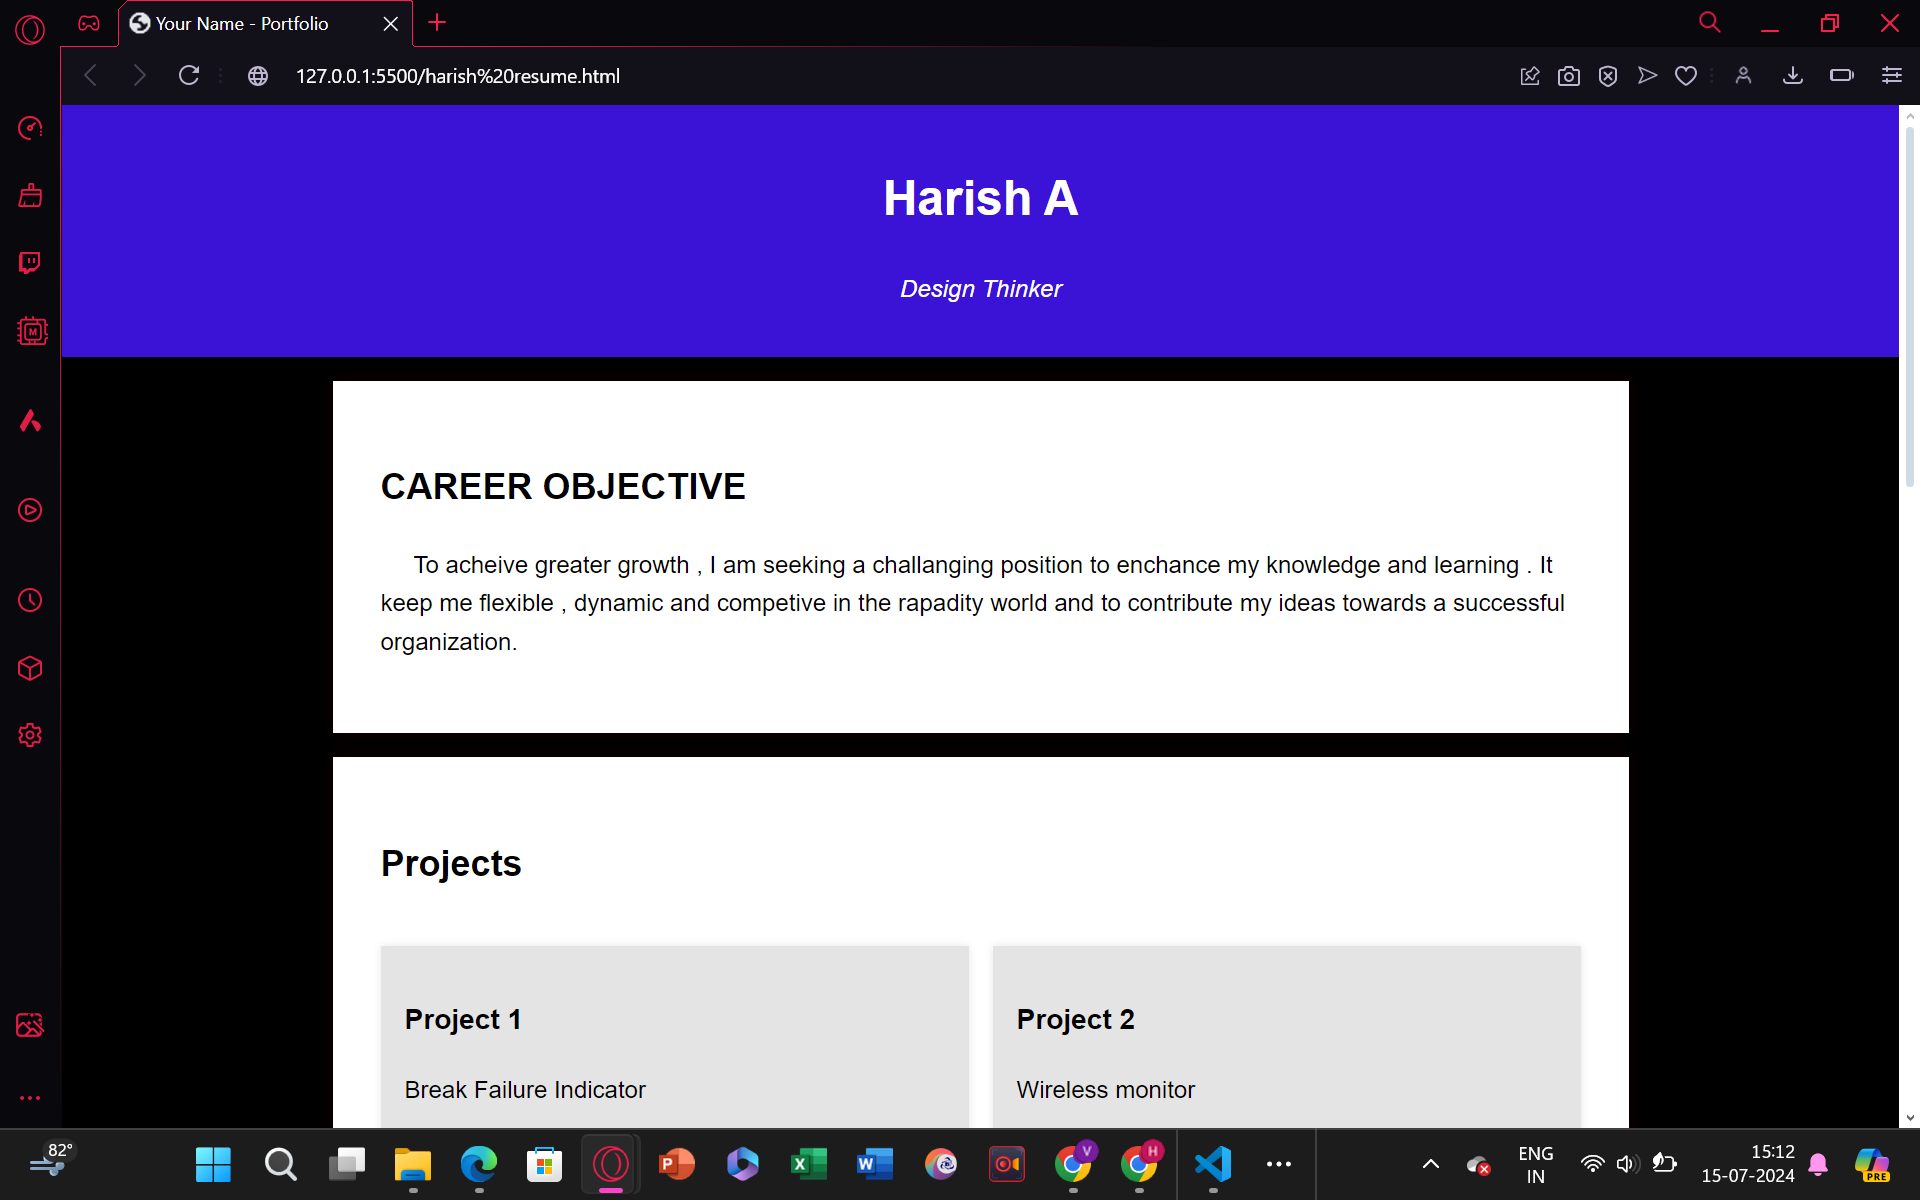 Your Name - Portfolio
127.0.0.1:5500/harish%20resume.html
Harish A
Design Thinker
CAREER OBJECTIVE
To acheive greater growth , I am seeking a challanging position to enchance my knowledge and learning . It
keep me flexible , dynamic and competive in the rapadity world and to contribute my ideas towards a successful
organization.
Projects
Project 1
Project 2
Break Failure Indicator
Wireless monitor
M
82°
P
X
W
V
H
ENG
IN
15:12
15-07-2024
PRE